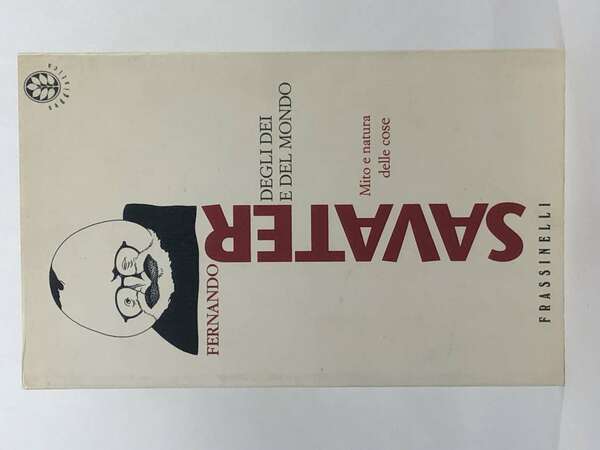 FERNANDO
SAVATER
DEGLI DEI
E DEL MONDO
Mito e natura
delle cose
FRASSINELLI